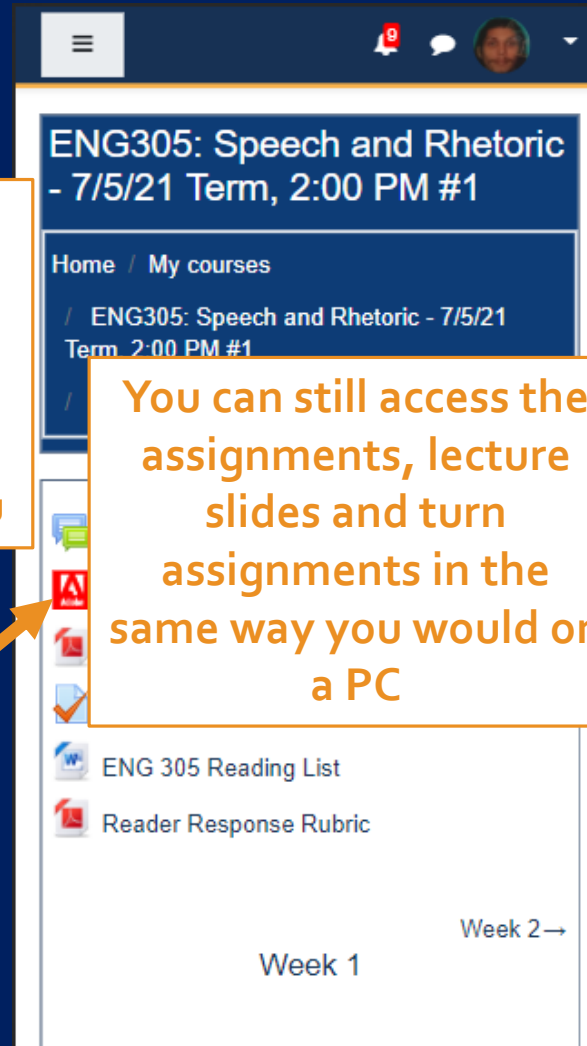 9
ENG305: Speech and Rhetoric
- 7/5/21 Term, 2:00 PM #1
Home / My courses
/ ENG305: Speech and Rhetoric - 7/5/21
Term, 2:00 PM #1
/
You can still access the
assignments, lecture
slides and turn
assignments in the
same way you would on
a PC
ENG 305 Reading List
Reader Response Rubric
Week 2→
Week 1